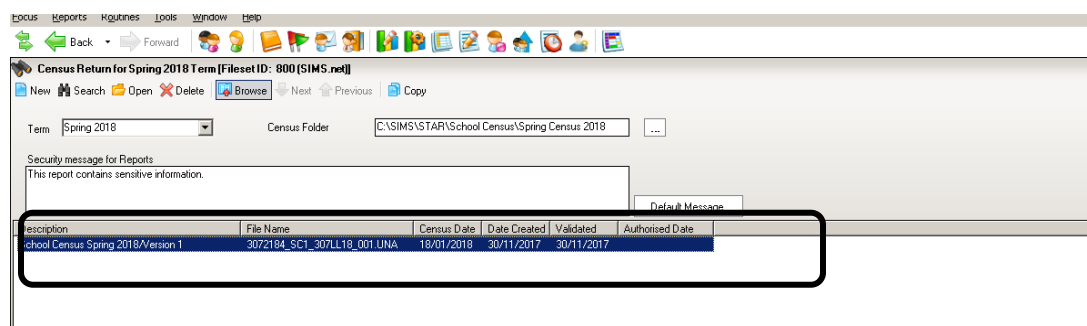 Focus Reports Routines Tools Window Help
Back Forward
Census Return for Spring 2018 Term [Fileset ID: 800 (SIMS.net)]
New Search Open Delete Browse Next Previous Copy
Term Spring 2018 Census Folder C:\SIMS\STAR\School Census\Spring Census 2018 ...
Security message for Reports
This report contains sensitive information.
Default Message
Description File Name Census Date Date Created Validated Authorised Date
School Census Spring 2018/Version 1 3072184_SC1_307LL18_001.UNA 18/01/2018 30/11/2017 30/11/2017